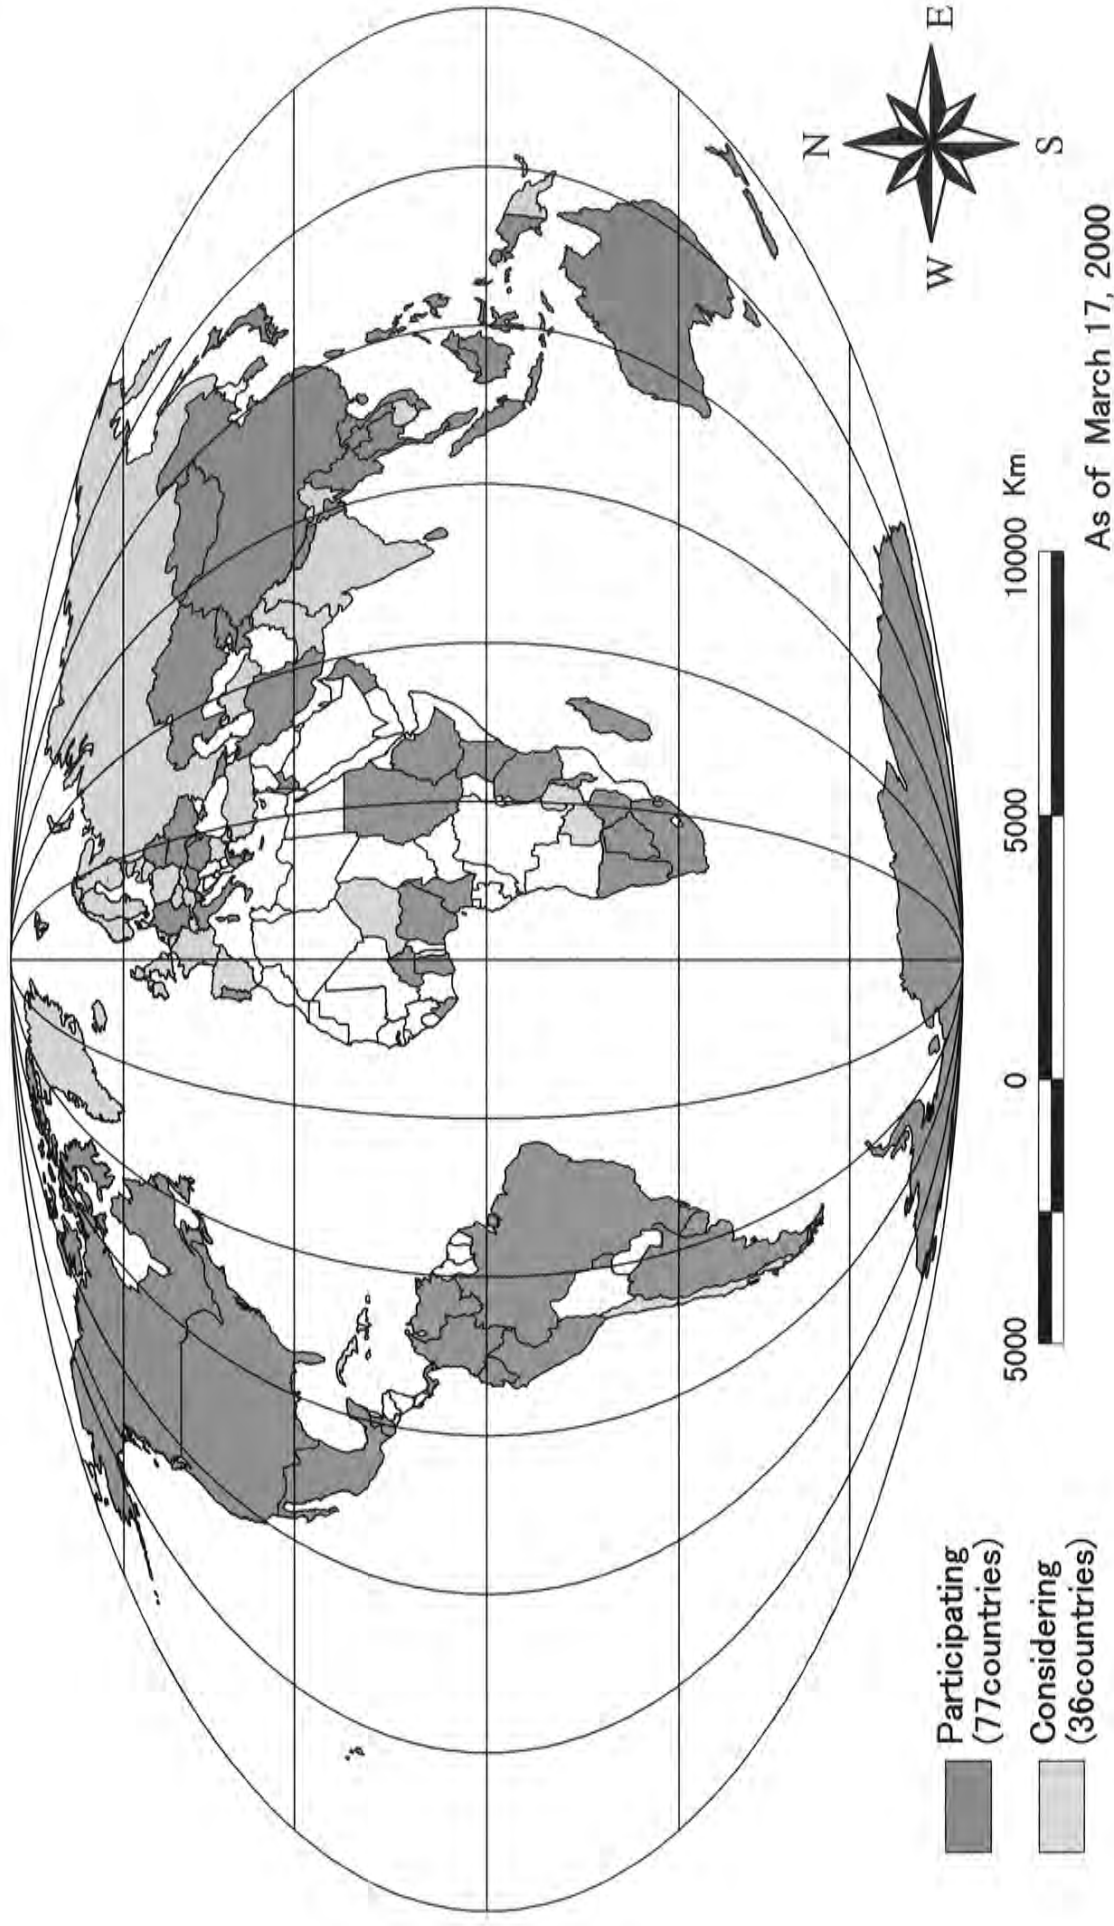 N
W
E
S
Participating
(77countries)
Considering
(36countries)
5000
0
5000
10000 Km
As of March 17, 2000